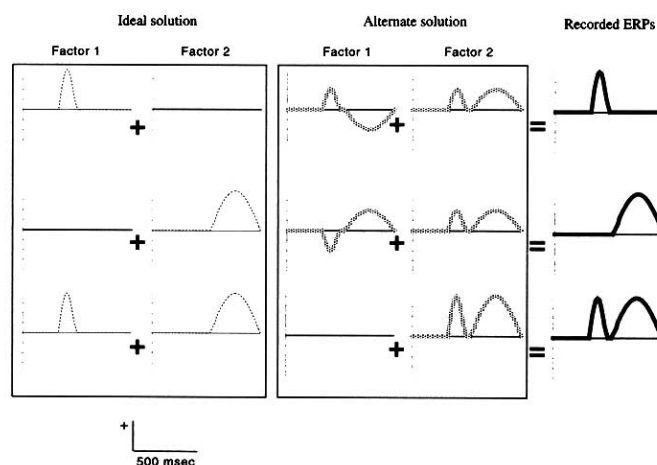 Ideal solution
Alternate solution
Recorded ERPs
Factor 1
Factor 2
Factor 1
Factor 2
+
+
=
+
+
=
+
+
=
+
500 msec